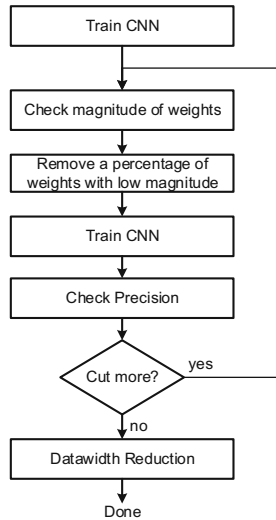 Train CNN
Check magnitude of weights
Remove a percentage of
weights with low magnitude
Train CNN
Check Precision
Cut more?
yes
no
Datawidth Reduction
Done